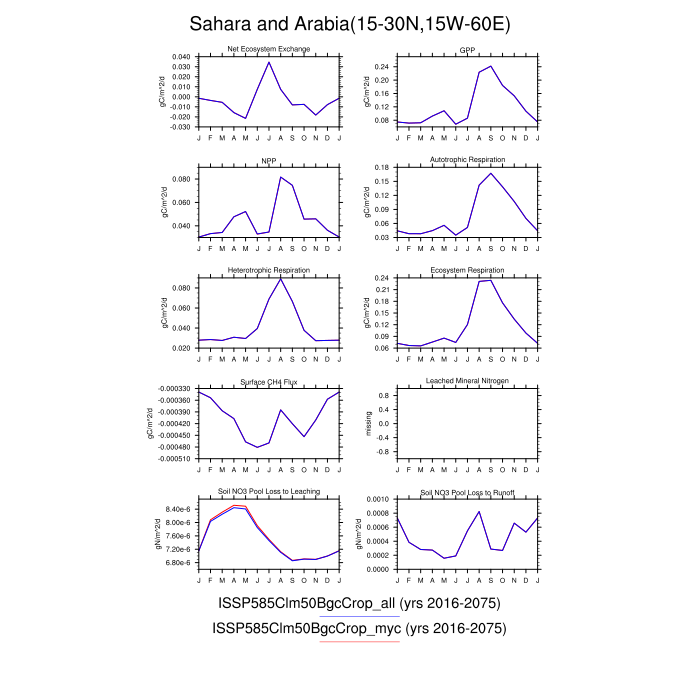 Sahara and Arabia(15-30N,15W-60E)
Net Ecosystem Exchange
gC/m^2/d
0.040
0.030
0.020
0.010
0.000
-0.010
-0.020
-0.030
J F M A M J J A S O N D J
GPP
gC/m^2/d
0.24
0.20
0.16
0.12
0.08
J F M A M J J A S O N D J
NPP
gC/m^2/d
0.080
0.060
0.040
J F M A M J J A S O N D J
Autotrophic Respiration
gC/m^2/d
0.18
0.15
0.12
0.09
0.06
0.03
J F M A M J J A S O N D J
Heterotrophic Respiration
gC/m^2/d
0.080
0.060
0.040
0.020
J F M A M J J A S O N D J
Ecosystem Respiration
gC/m^2/d
0.24
0.21
0.18
0.15
0.12
0.09
0.06
J F M A M J J A S O N D J
Surface CH4 Flux
gC/m^2/d
-0.000330
-0.000360
-0.000390
-0.000420
-0.000450
-0.000480
-0.000510
J F M A M J J A S O N D J
Leached Mineral Nitrogen
missing
0.8
0.4
0.0
-0.4
-0.8
J F M A M J J A S O N D J
Soil NO3 Pool Loss to Leaching
gN/m^2/d
8.40e-6
8.00e-6
7.60e-6
7.20e-6
6.80e-6
J F M A M J J A S O N D J
Soil NO3 Pool Loss to Runoff
gN/m^2/d
0.0010
0.0008
0.0006
0.0004
0.0002
0.0000
J F M A M J J A S O N D J
ISSP585Clm50BgcCrop_all (yrs 2016-2075)
ISSP585Clm50BgcCrop_myc (yrs 2016-2075)